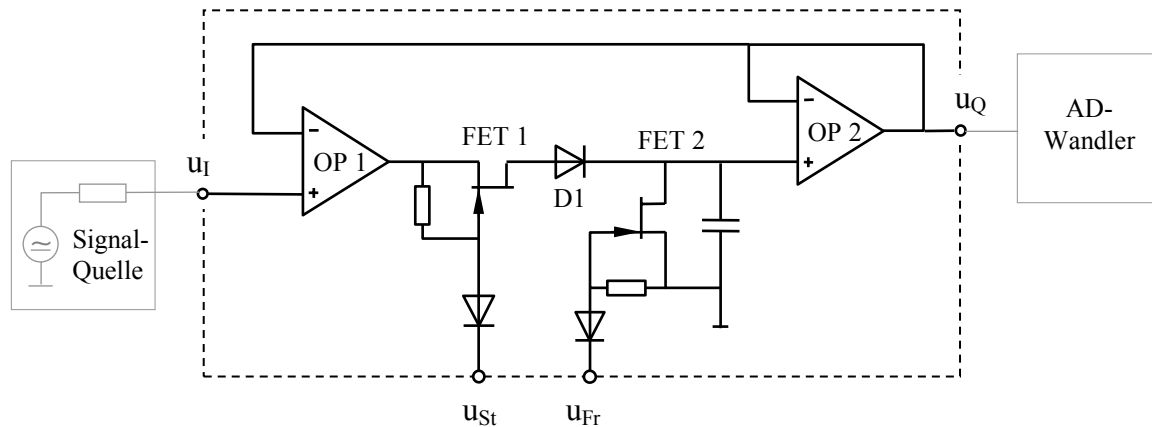 u_I
Signal-
Quelle
-
+
OP 1
FET 1
D1
FET 2
-
+
OP 2
u_Q
AD-
Wandler
u_St
u_Fr